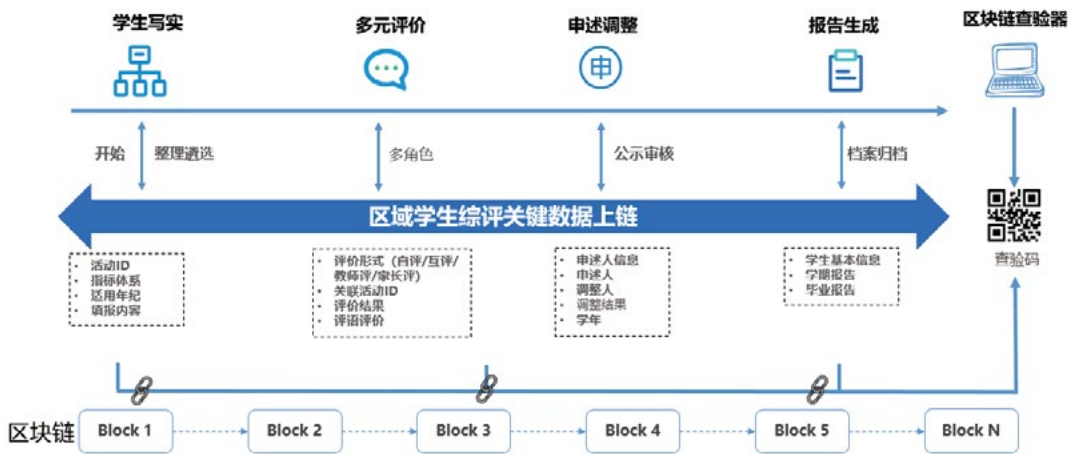 学生写实
多元评价
申述调整
报告生成
区块链查验器
申
开始
整理遴选
多角色
公示审核
档案归档
区域学生综评关键数据上链
• 活动ID
• 指标体系
• 适用年纪
• 填报内容
• 评价形式（自评/互评/
教师评/家长评)
• 关联活动ID
• 评价结果
• 评语评价
• 申述人信息
• 申述人
• 调整人
• 调整结果
• 学年
• 学生基本信息
• 学期报告
• 毕业报告
查验码
区块链
Block 1
Block 2
Block 3
Block 4
Block 5
Block N